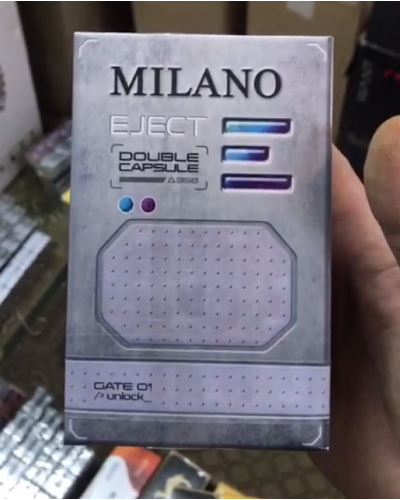 MILANO
EJECT
DOUBLE
CAPSULE
GATE 01
/> unlock_